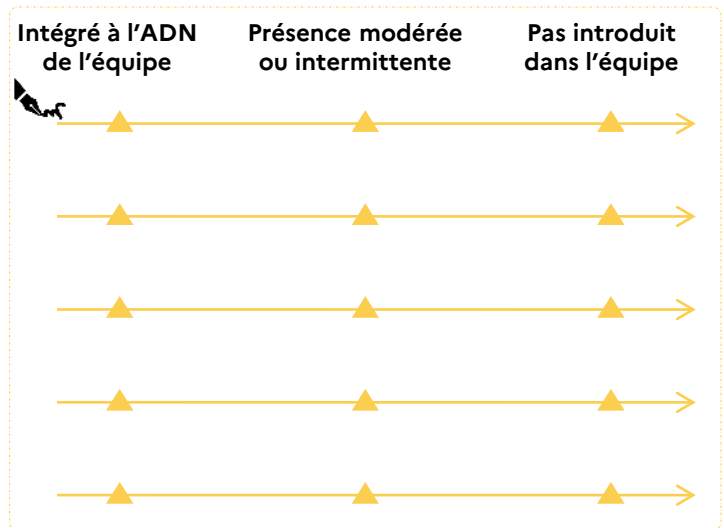 Intégré à l'ADN
de l'équipe
Présence modérée
ou intermittente
Pas introduit
dans l'équipe